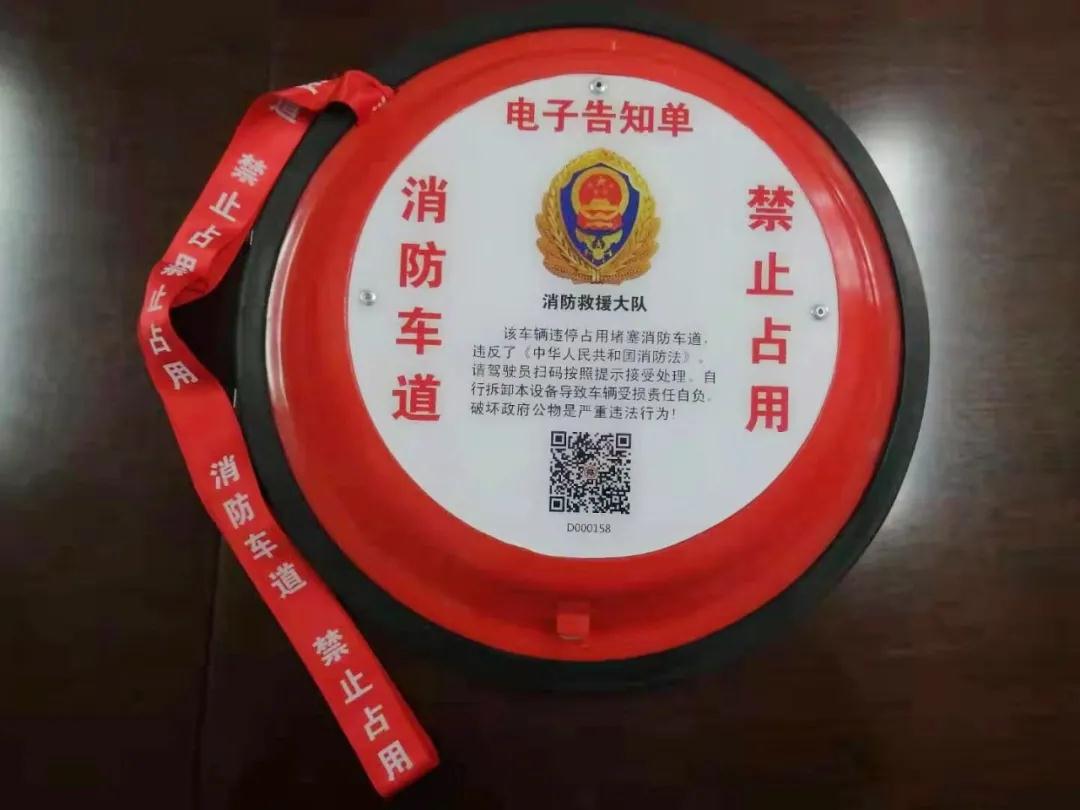 电子告知单
消防车道
禁止占用
消防救援大队
该车辆违停占用堵塞消防车道,
违反了《中华人民共和国消防法》。
请驾驶员扫码按照提示接受处理。自
行拆卸本设备导致车辆受损责任自负。
破坏政府公物是严重违法行为!
D000158
道
禁止占用
禁止占用
消防车道
禁止占用